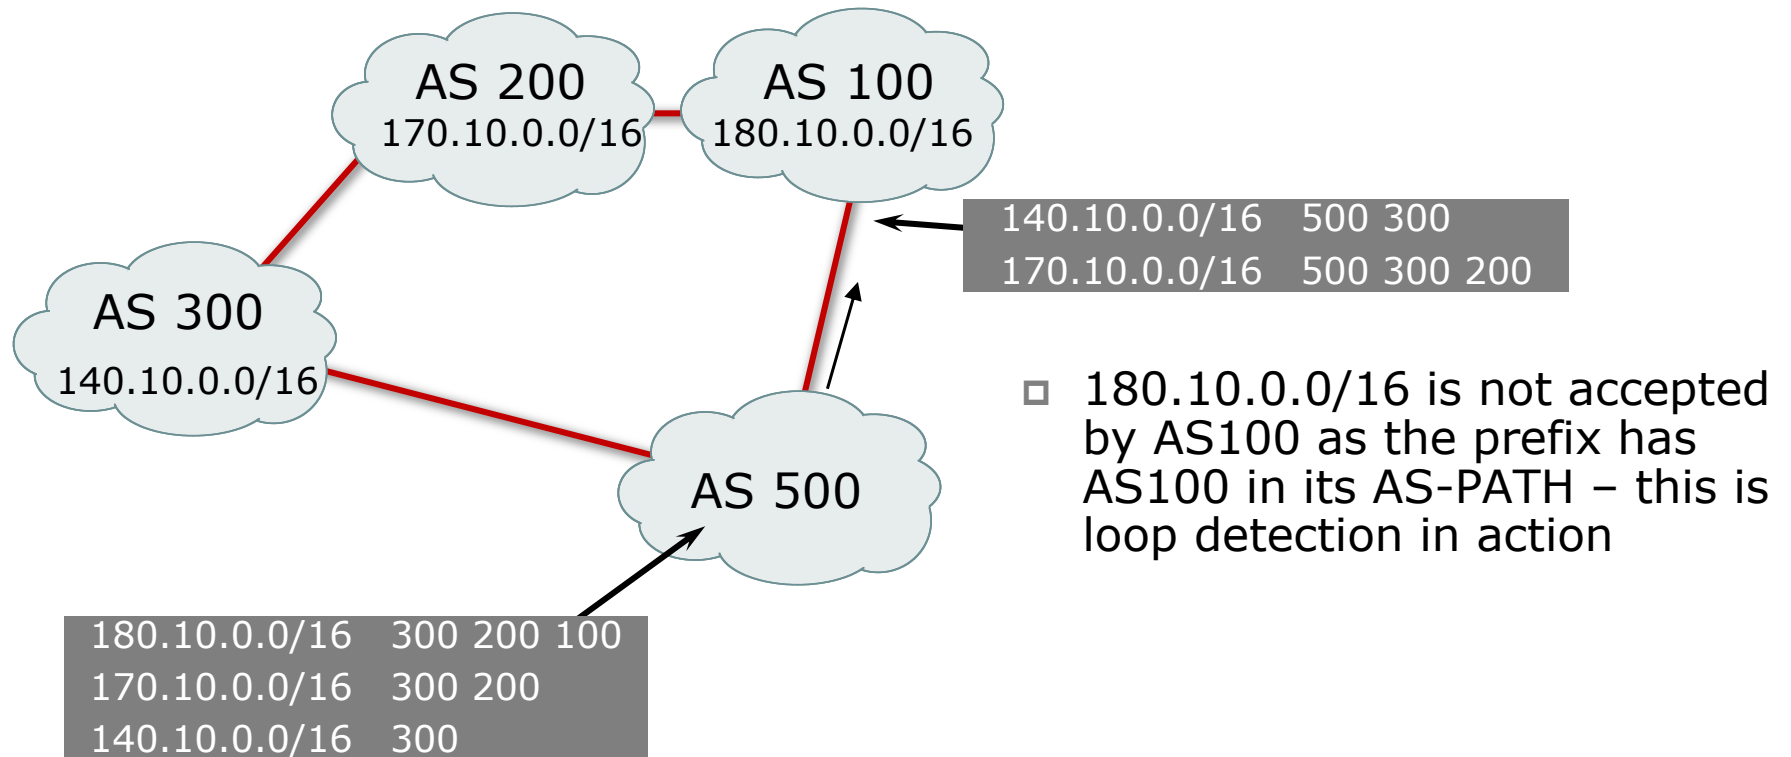 AS 200
170.10.0.0/16
AS 100
180.10.0.0/16
140.10.0.0/16 500 300
170.10.0.0/16 500 300 200
AS 300
140.10.0.0/16
AS 500
180.10.0.0/16 is not accepted
by AS100 as the prefix has
AS100 in its AS-PATH – this is
loop detection in action
180.10.0.0/16 300 200 100
170.10.0.0/16 300 200
140.10.0.0/16 300